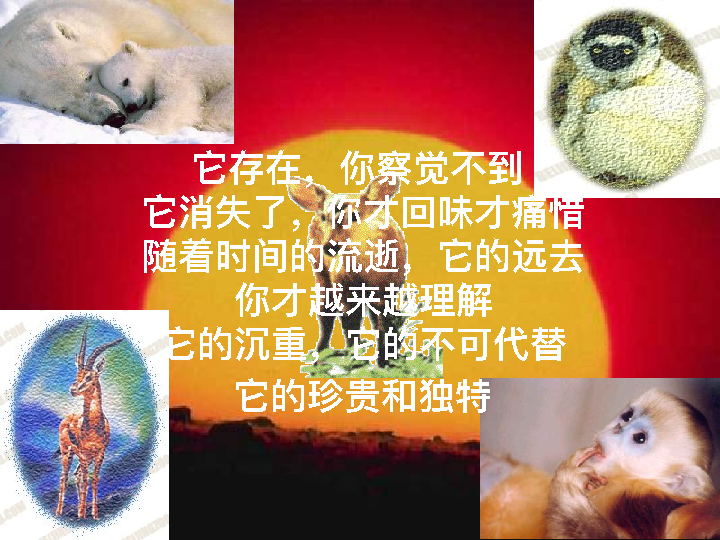 它存在，你察觉不到
它消失了，你才回味才痛惜
随着时间的流逝，它的远去
你才越来越理解
它的沉重，它的不可代替
它的珍贵和独特